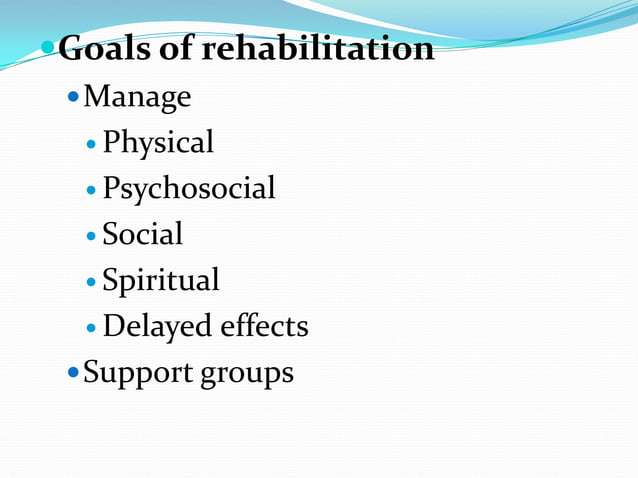 Goals of rehabilitation
Manage
Physical
Psychosocial
Social
Spiritual
Delayed effects
Support groups